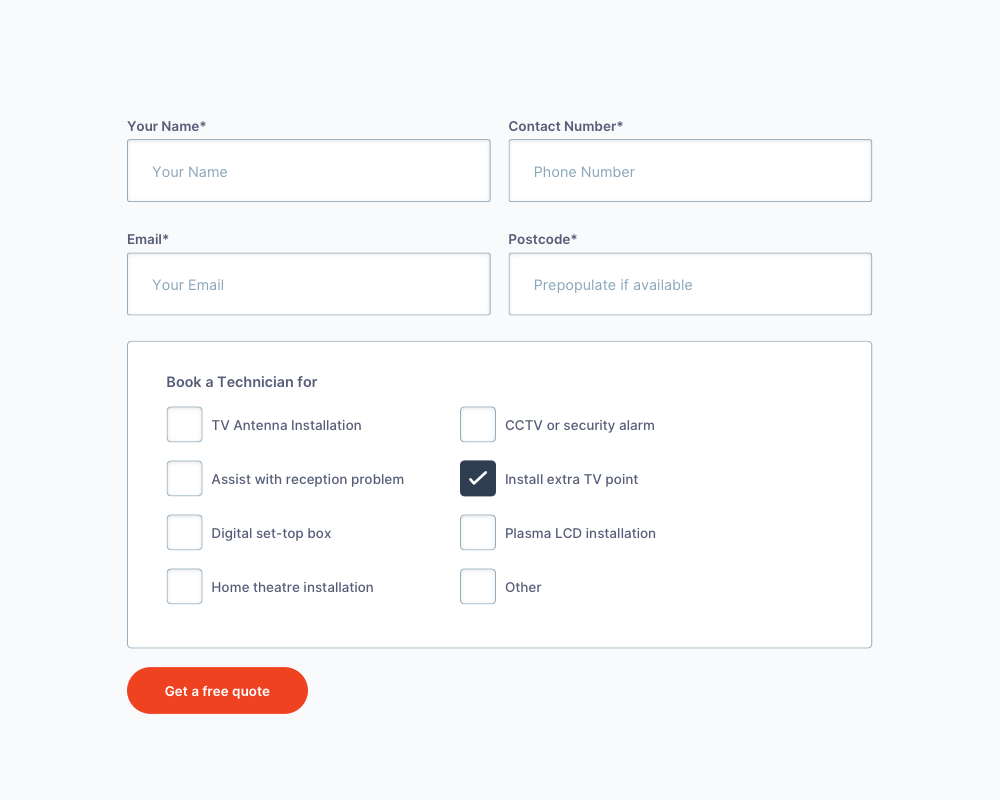 Your Name*
Contact Number*
Your Name
Phone Number
Email*
Postcode*
Your Email
Prepopulate if available
Book a Technician for
TV Antenna Installation
CCTV or security alarm
Assist with reception problem
Install extra TV point
Digital set-top box
Plasma LCD installation
Home theatre installation
Other
Get a free quote